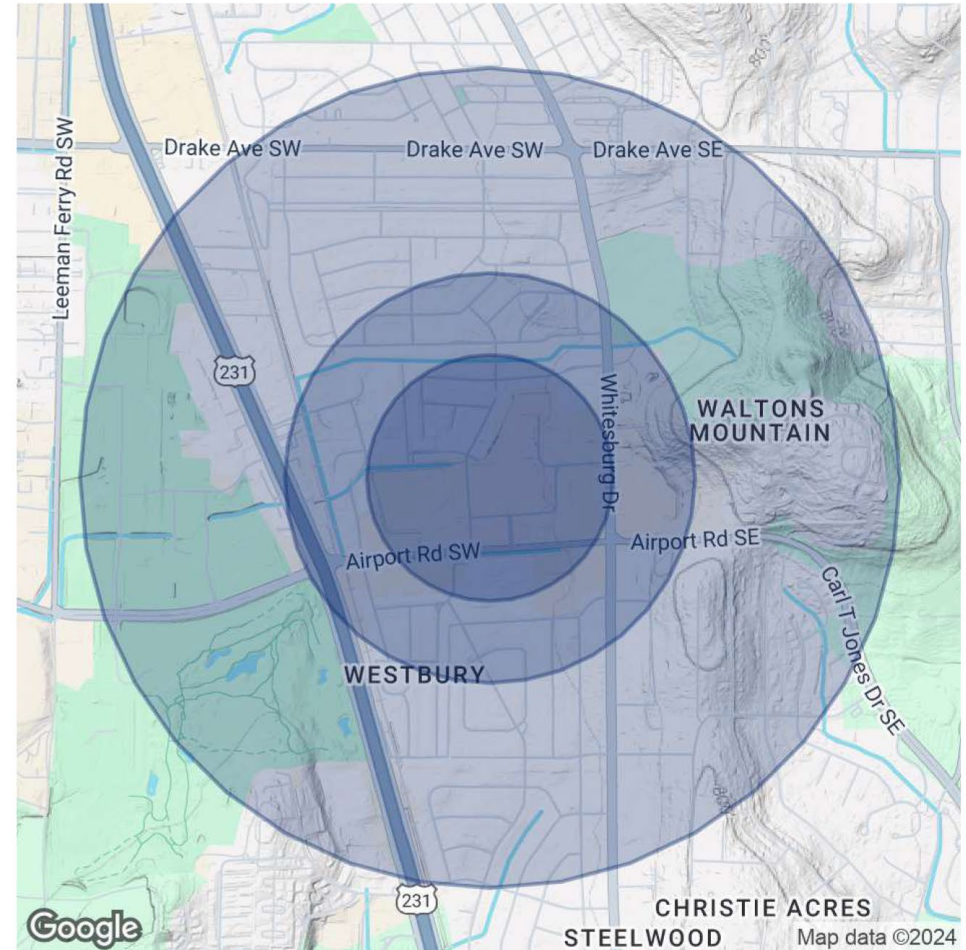 800
Drake Ave SW
Drake Ave SW
Drake Ave SE
Leeman Ferry Rd SW
231
Whitesburg Dr
WALTONS
MOUNTAIN
Airport Rd SW
Airport Rd SE
Carl T Jones Dr SE
WESTBURY
231
CHRISTIE ACRES
STEELWOOD
Google
Map data ©2024